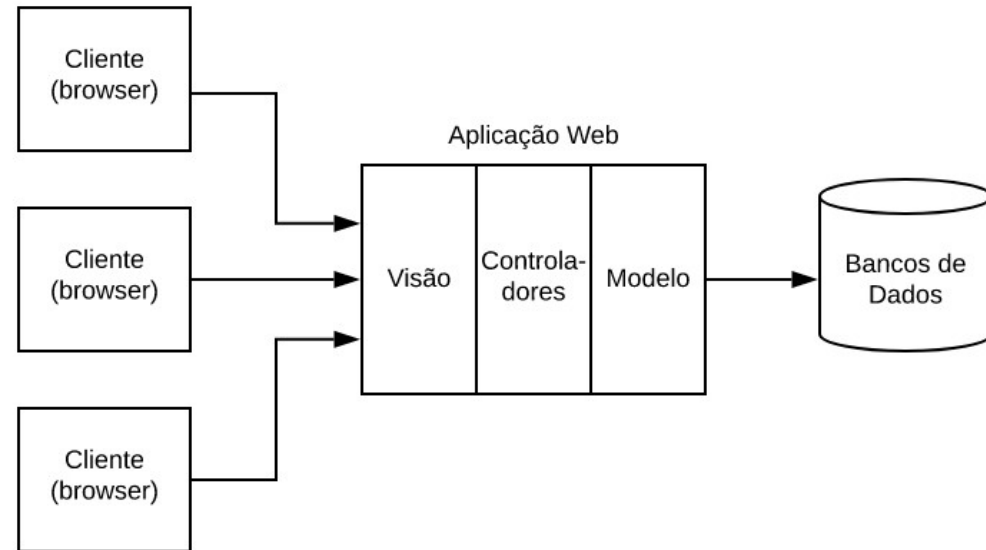 Cliente
(browser)
Aplicação Web
Cliente
(browser)
Visão
Controla-
dores
Modelo
Bancos de
Dados
Cliente
(browser)